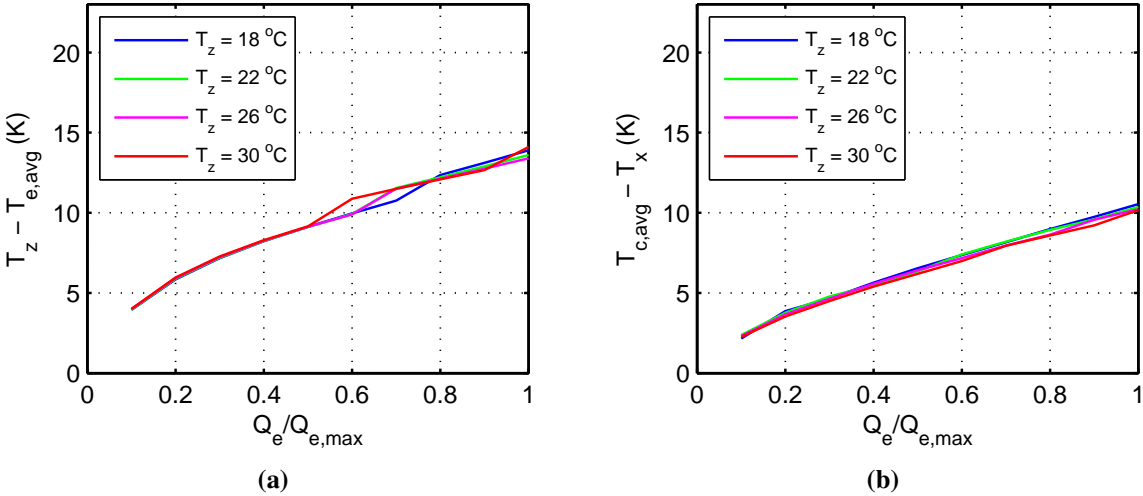 T_z = 18 °C
T_z = 22 °C
T_z = 26 °C
T_z = 30 °C
T_z − T_e,avg (K)
20
15
10
5
0
0 0.2 0.4 0.6 0.8 1
Q_e/Q_e,max
(a)
T_z = 18 °C
T_z = 22 °C
T_z = 26 °C
T_z = 30 °C
T_c,avg − T_x (K)
20
15
10
5
0
0 0.2 0.4 0.6 0.8 1
Q_e/Q_e,max
(b)